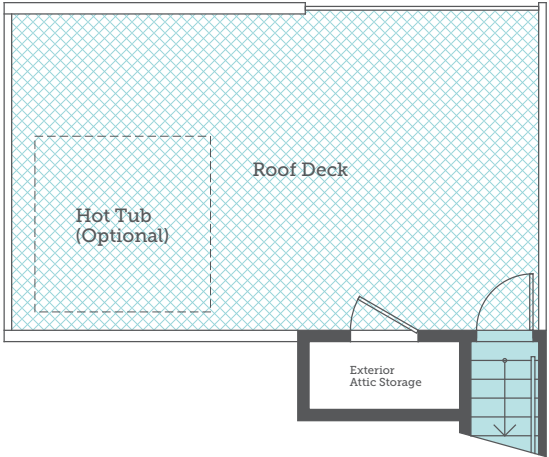 Roof Deck
Hot Tub
(Optional)
Exterior
Attic Storage